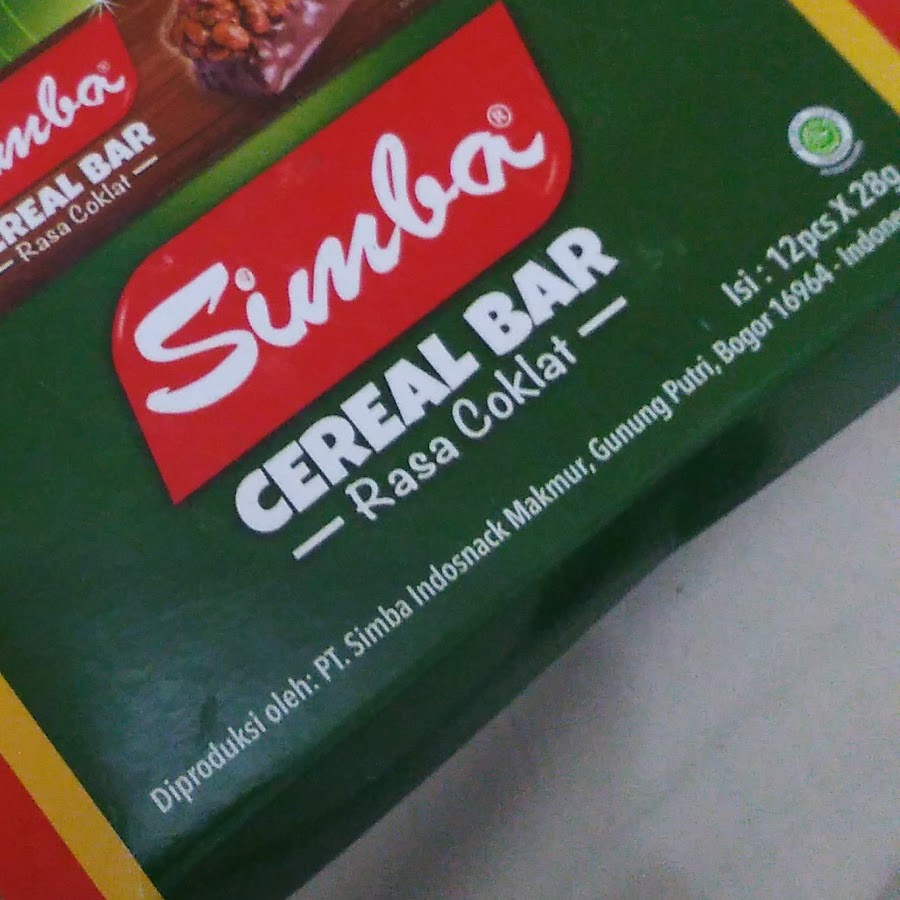 Simba®
CEREAL BAR
— Rasa Coklat —
Simba®
CEREAL BAR
— Rasa Coklat —
Isi : 12pcs X 28g
Diproduksi oleh: PT. Simba Indosnack Makmur, Gunung Putri, Bogor 16964 - Indone